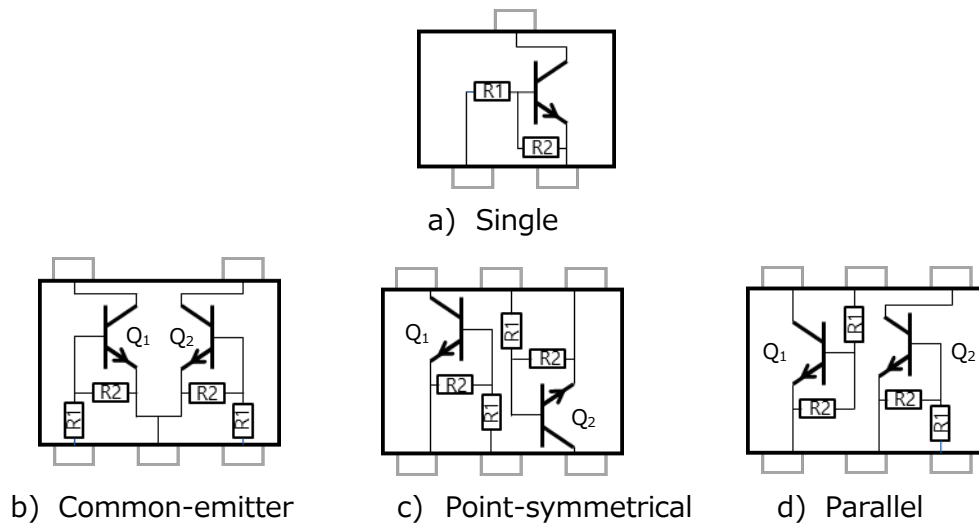 R1
R2
a) Single
Q1
Q2
R2
R2
R1
R1
b) Common-emitter
R1
Q1
R2
R2
R1
Q2
c) Point-symmetrical
R1
Q1
Q2
R2
R2
R1
d) Parallel